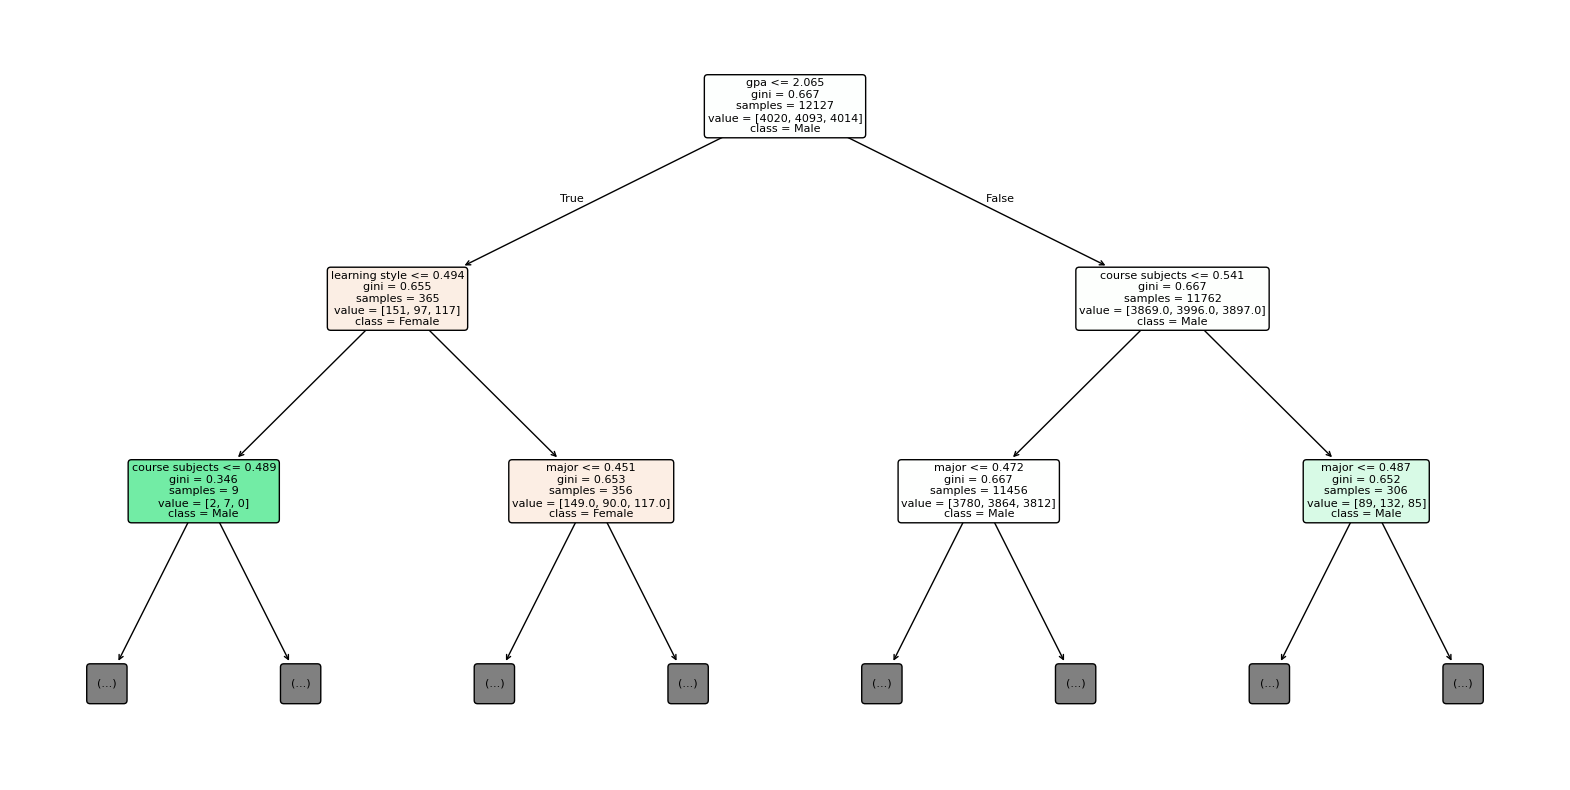 gpa <= 2.065
gini = 0.667
samples = 12127
value = [4020, 4093, 4014]
class = Male
True
False
learning style <= 0.494
gini = 0.655
samples = 365
value = [151, 97, 117]
class = Female
course subjects <= 0.541
gini = 0.667
samples = 11762
value = [3869.0, 3996.0, 3897.0]
class = Male
course subjects <= 0.489
gini = 0.346
samples = 9
value = [2, 7, 0]
class = Male
major <= 0.451
gini = 0.653
samples = 356
value = [149.0, 90.0, 117.0]
class = Female
major <= 0.472
gini = 0.667
samples = 11456
value = [3780, 3864, 3812]
class = Male
major <= 0.487
gini = 0.652
samples = 306
value = [89, 132, 85]
class = Male
(...)
(...)
(...)
(...)
(...)
(...)
(...)
(...)